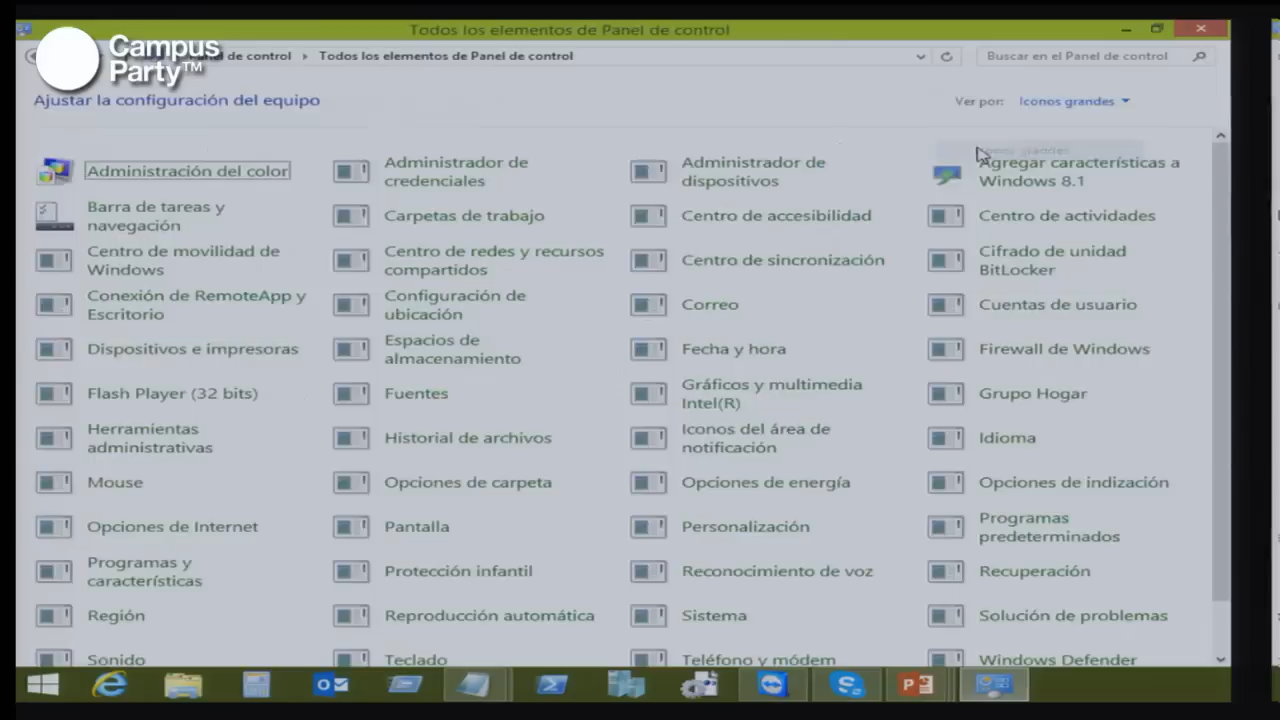 Todos los elementos de Panel de control
Campus
Party™
de control ▸ Todos los elementos de Panel de control
Buscar en el Panel de control
Ajustar la configuración del equipo
Ver por: Iconos grandes
Administración del color
Administrador de
credenciales
Administrador de
dispositivos
Agregar características a
Windows 8.1
Barra de tareas y
navegación
Carpetas de trabajo
Centro de accesibilidad
Centro de actividades
Centro de movilidad de
Windows
Centro de redes y recursos
compartidos
Centro de sincronización
Cifrado de unidad
BitLocker
Conexión de RemoteApp y
Escritorio
Configuración de
ubicación
Correo
Cuentas de usuario
Dispositivos e impresoras
Espacios de
almacenamiento
Fecha y hora
Firewall de Windows
Flash Player (32 bits)
Fuentes
Gráficos y multimedia
Intel(R)
Grupo Hogar
Herramientas
administrativas
Historial de archivos
Iconos del área de
notificación
Idioma
Mouse
Opciones de carpeta
Opciones de energía
Opciones de indización
Opciones de Internet
Pantalla
Personalización
Programas
predeterminados
Programas y
características
Protección infantil
Reconocimiento de voz
Recuperación
Región
Reproducción automática
Sistema
Solución de problemas
Sonido
Teclado
Teléfono y módem
Windows Defender